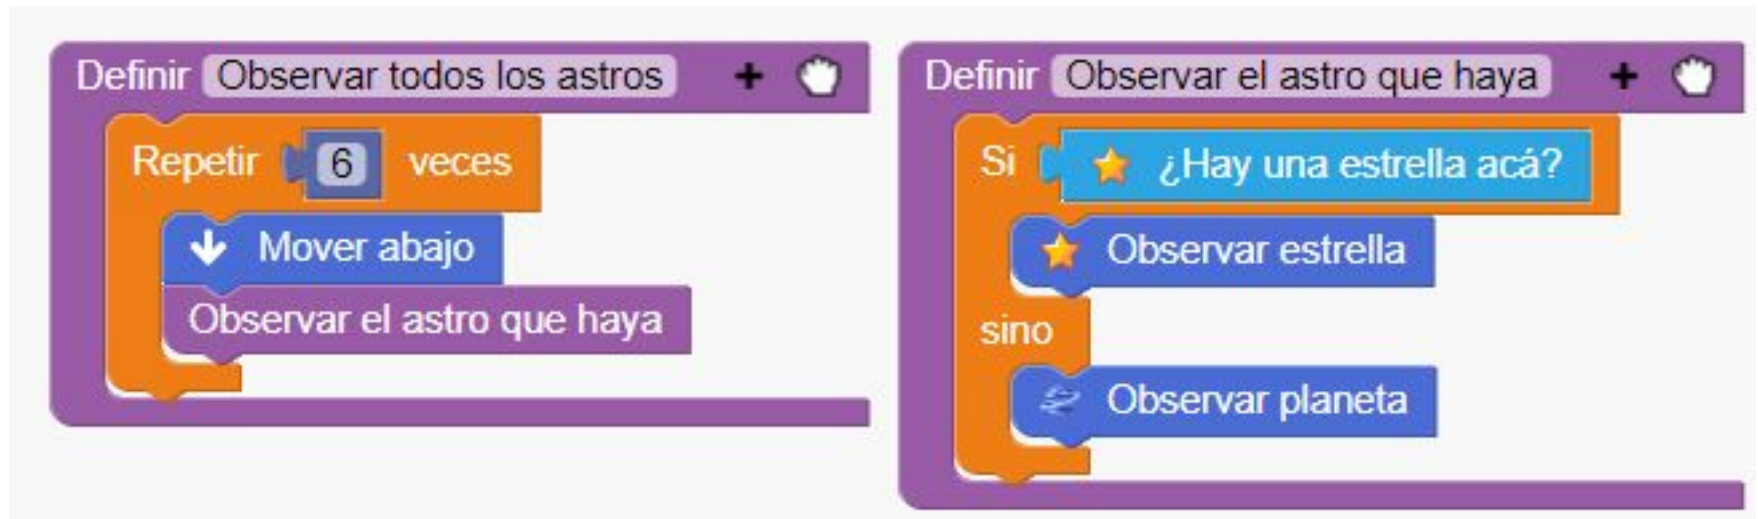 Definir Observar todos los astros +
Repetir 6 veces
Mover abajo
Observar el astro que haya
Definir Observar el astro que haya +
Si ¿Hay una estrella acá?
Observar estrella
sino
Observar planeta